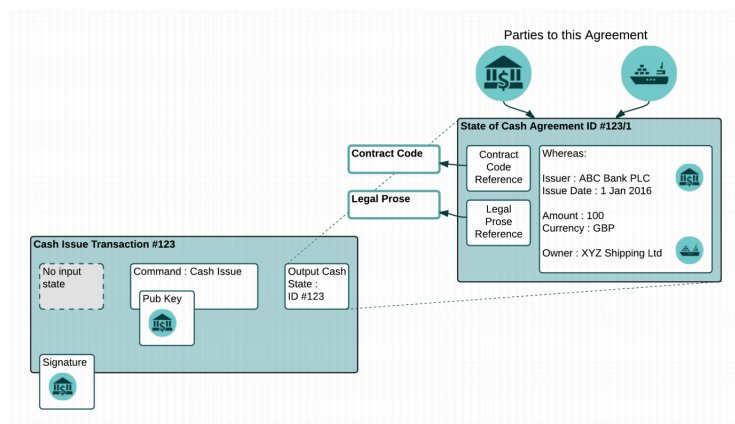 Parties to this Agreement
State of Cash Agreement ID #123/1
Contract Code
Contract
Code
Reference
Whereas:
Issuer : ABC Bank PLC
Issue Date : 1 Jan 2016
Amount : 100
Currency : GBP
Owner : XYZ Shipping Ltd
Legal Prose
Legal
Prose
Reference
Cash Issue Transaction #123
No input
state
Command : Cash Issue
Pub Key
Output Cash
State :
ID #123
Signature